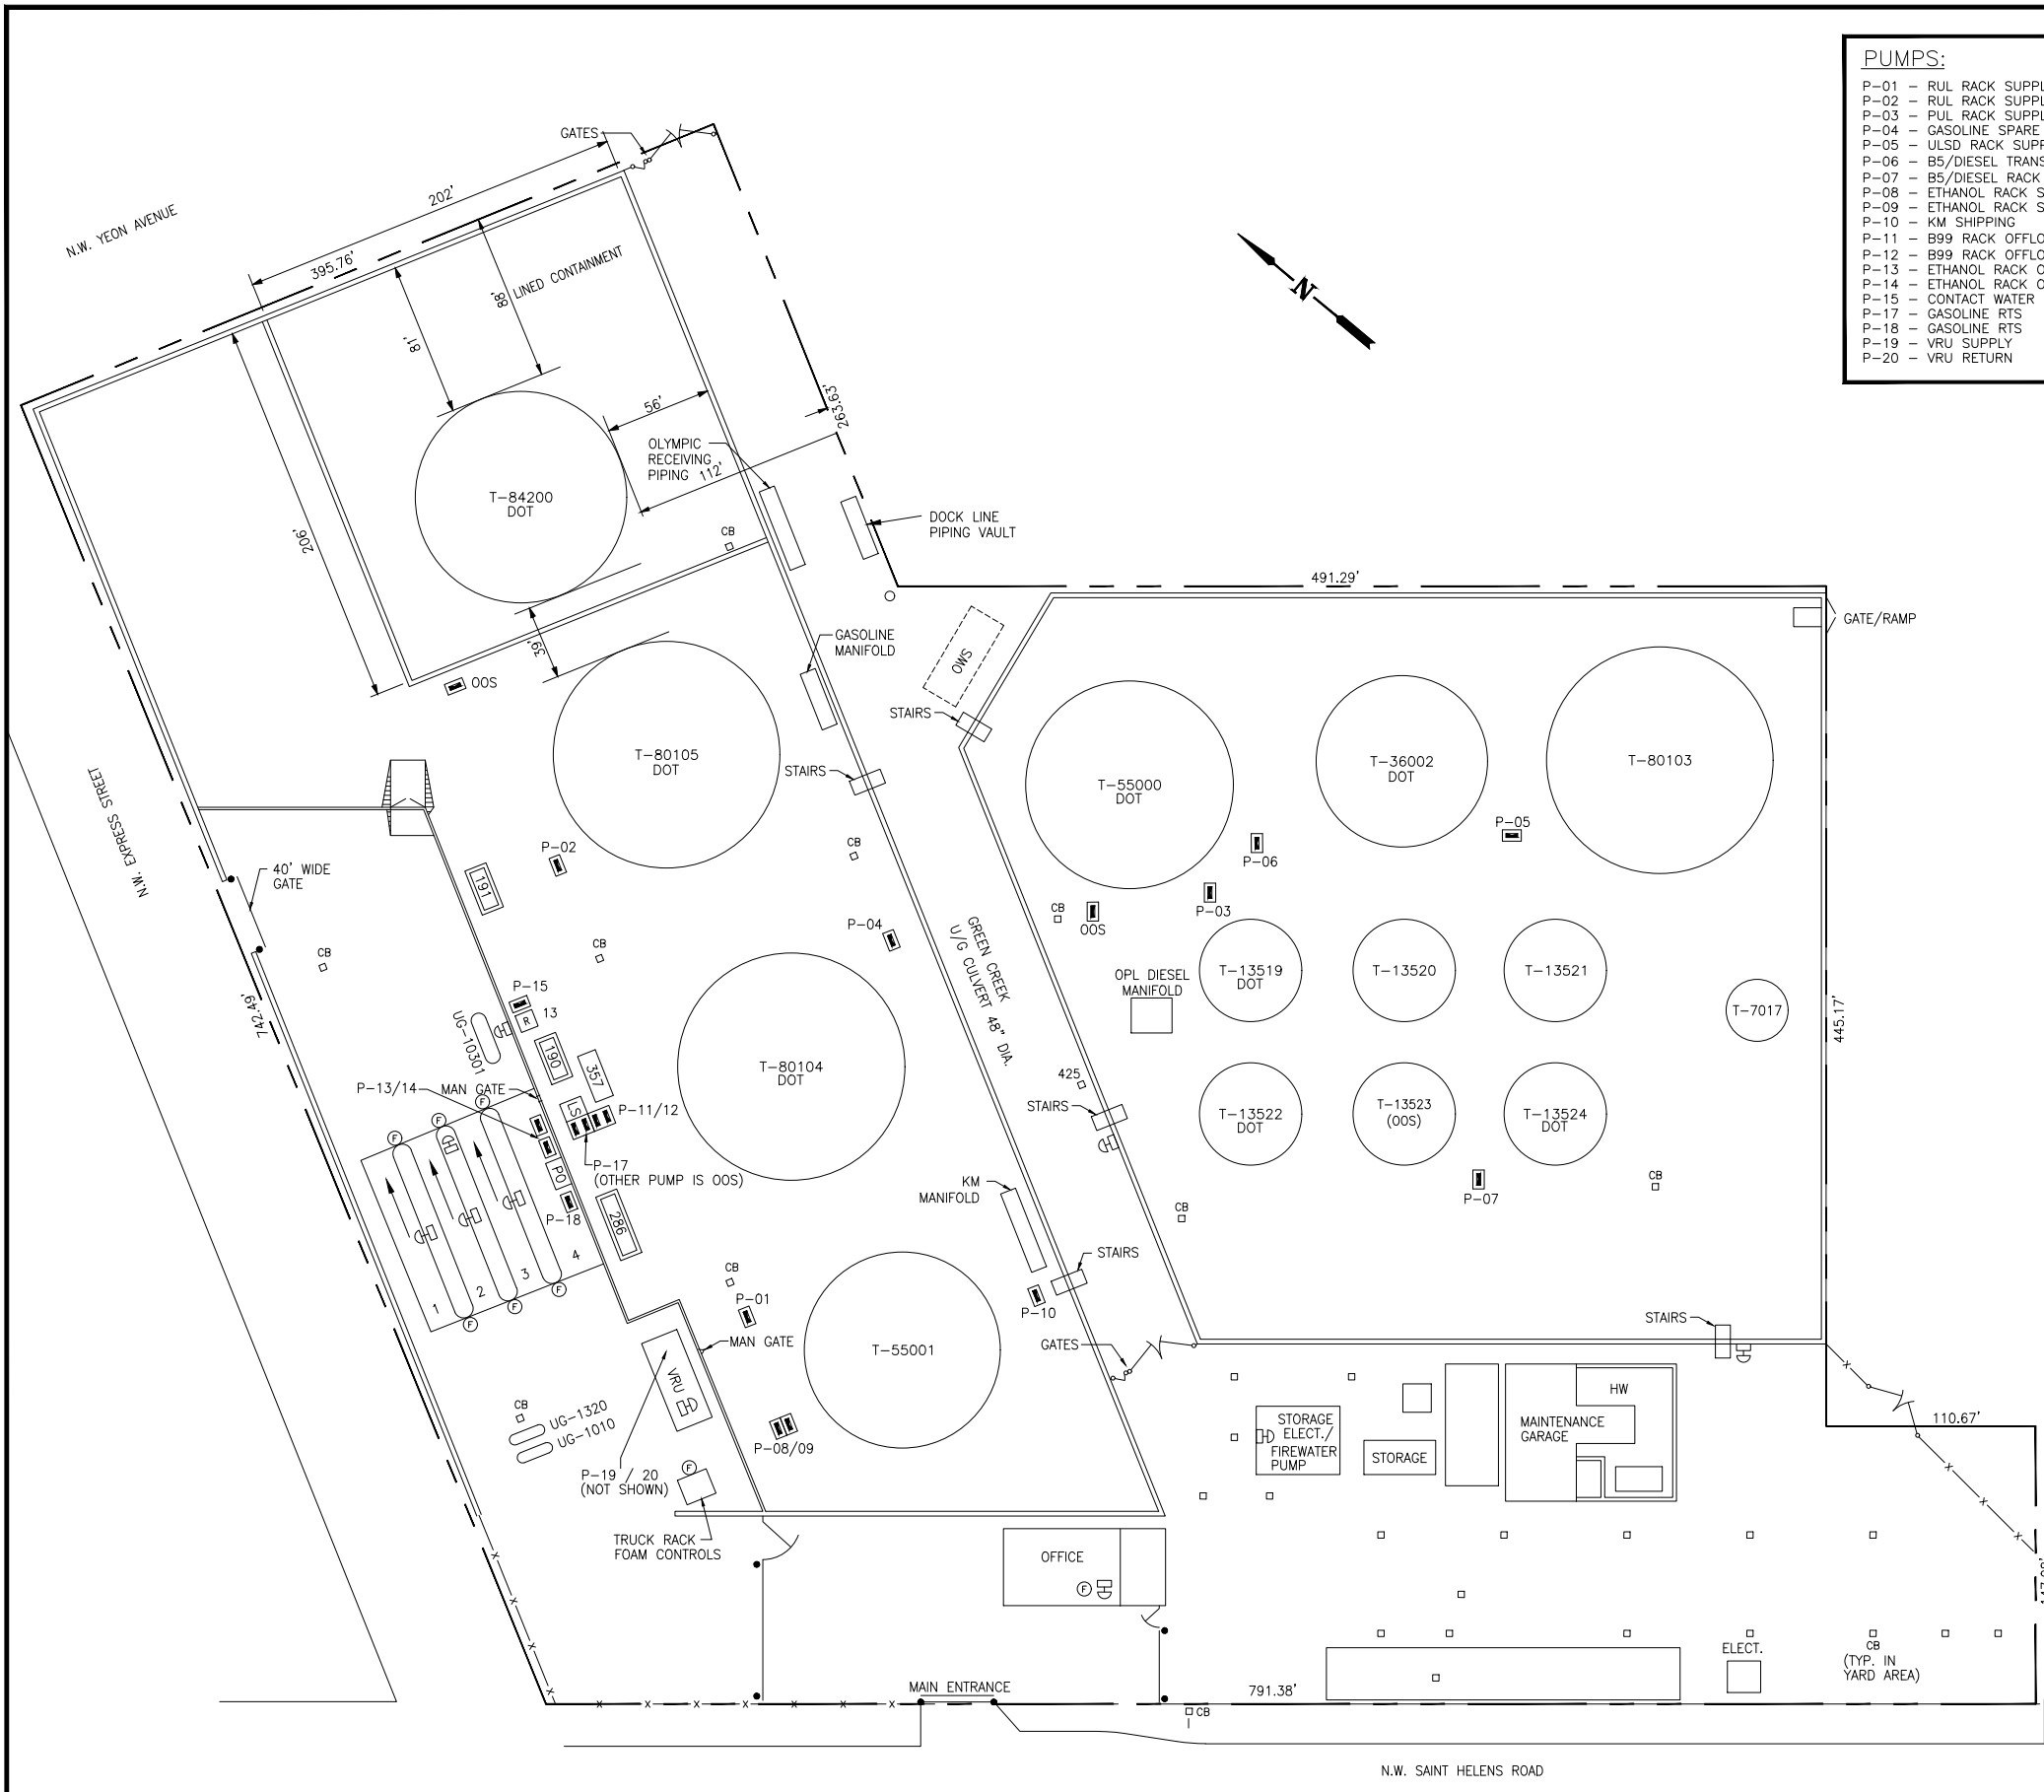 PUMPS:
P-01 - RUL RACK
P-02 - RUL RACK
P-03 - PUL RACK
P-04 - GASOLINE SPARE
P-05 - ULSD RACK
P-06 - B5/DIESEL
P-07 - B5/DIESEL RACK
P-08 - ETHANOL RACK
P-09 - ETHANOL RACK
P-10 - KM SHIPPING
P-11 - B99 RACK
P-12 - B99 RACK
P-13 - ETHANOL RACK
P-14 - ETHANOL RACK
P-15 - CONTACT WATER
P-17 - GASOLINE RTS
P-18 - GASOLINE RTS
P-19 - VRU SUPPLY
P-20 - VRU RETURN
GATES
202'
N.W. YEON AVENUE
395.76'
88'
LINED CONTAINMENT
81'
N
56'
263.63'
OLYMPIC
RECEIVING
PIPING
112'
T-84200
DOT
206'
CB
DOCK LINE
PIPING VAULT
491.29'
GATE/RAMP
39'
GASOLINE
MANIFOLD
OWS
OOS
STAIRS
T-80105
DOT
STAIRS
T-55000
DOT
T-36002
DOT
T-80103
N.W. EXPRESS STREET
P-02
CB
P-05
P-06
40' WIDE
GATE
191
P-03
P-04
CB
OOS
GREEN CREEK
U/G CULVERT 48" DIA.
CB
CB
OPL DIESEL
MANIFOLD
T-13519
DOT
T-13520
T-13521
T-7017
445.17'
742.49'
P-15
R
13
UG-10301
190
357
T-80104
DOT
425
P-13/14
MAN GATE
F
F
F
LS
P-11/12
STAIRS
T-13522
DOT
T-13523
(OOS)
T-13524
DOT
P-17
(OTHER PUMP IS OOS)
PO
P-18
286
KM
MANIFOLD
CB
P-07
CB
1
2
3
4
F
F
F
STAIRS
CB
P-01
P-10
MAN GATE
T-55001
GATES
STAIRS
VRU
HW
CB
UG-1320
UG-1010
P-08/09
STORAGE
ELECT./
FIREWATER
PUMP
STORAGE
MAINTENANCE
GARAGE
110.67'
P-19 / 20
(NOT SHOWN)
F
TRUCK RACK
FOAM CONTROLS
OFFICE
F
ELECT.
CB
(TYP. IN
YARD AREA)
MAIN ENTRANCE
791.38'
CB
N.W. SAINT HELENS ROAD